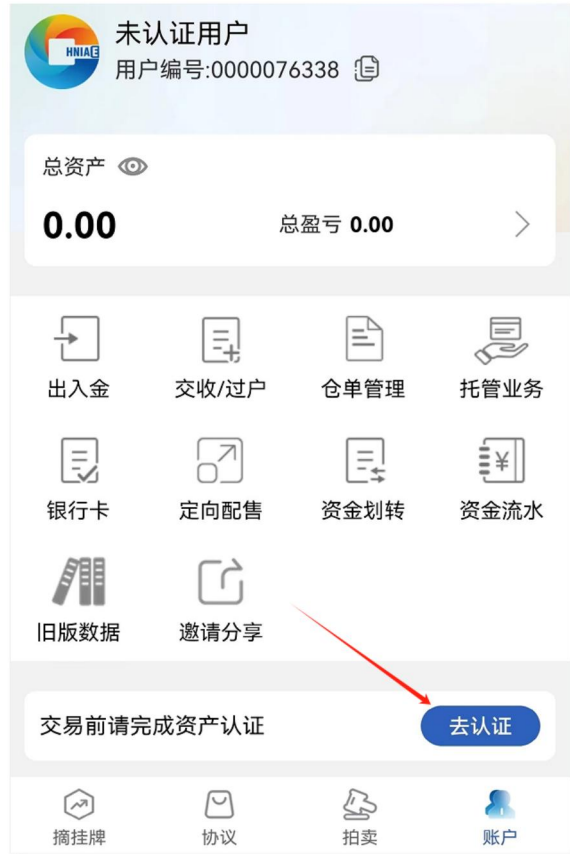 HNIAE
未认证用户
用户编号:0000076338
总资产
0.00 总盈亏 0.00
出入金 交收/过户 仓单管理 托管业务
¥
银行卡 定向配售 资金划转 资金流水
旧版数据 邀请分享
交易前请完成资产认证 去认证
摘挂牌 协议 拍卖 账户